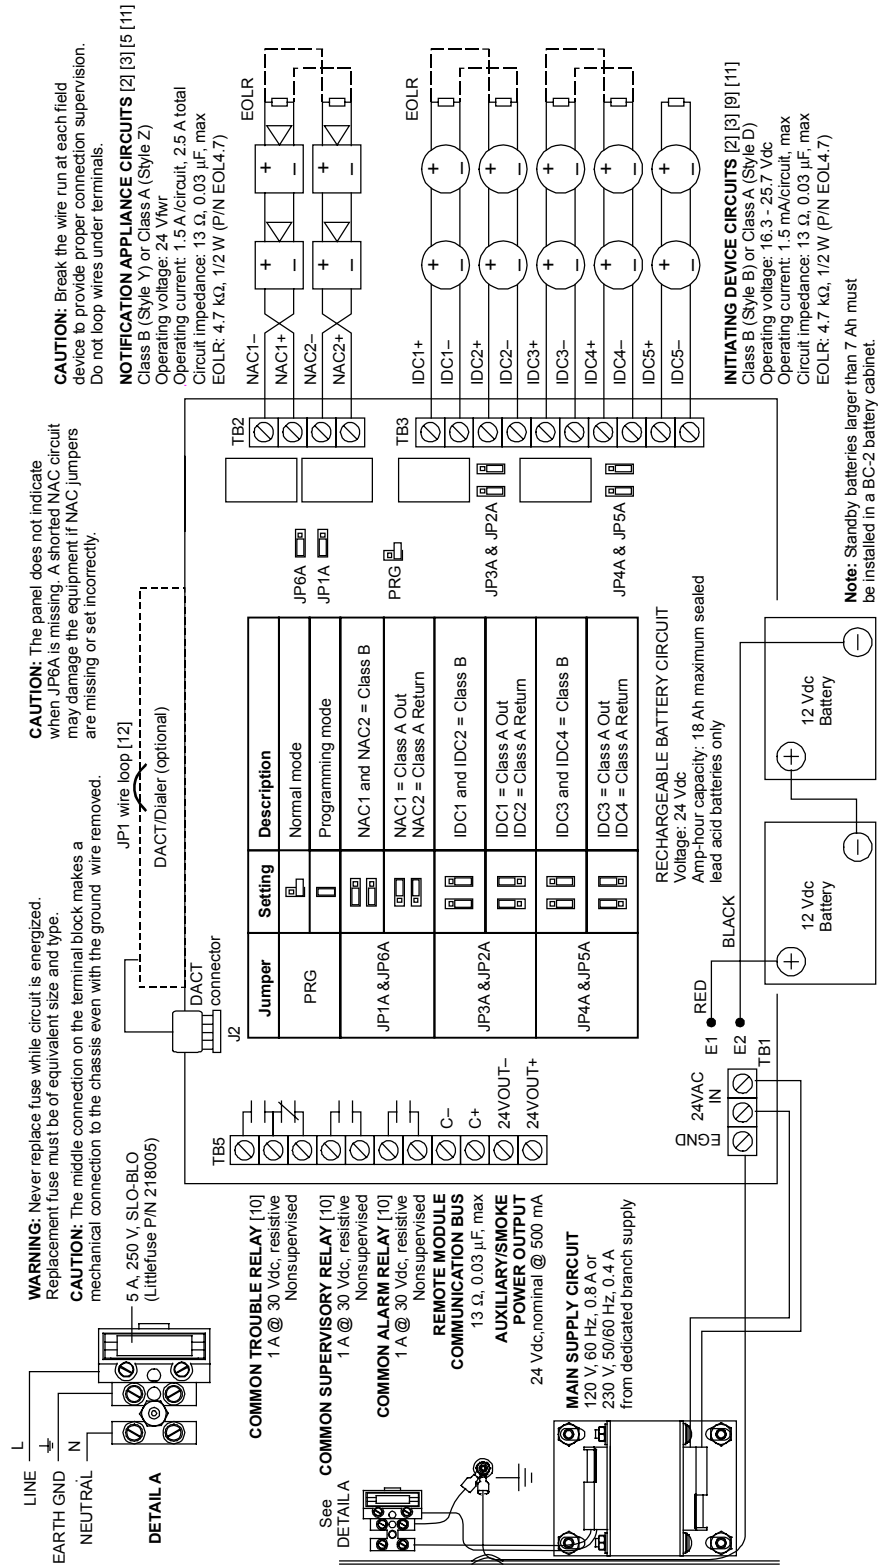 LINE
L
EARTH GND
NEUTRAL
N
DETAIL A
5 A, 250 V, SLO-BLO
(Littlefuse P/N 218005)
WARNING: Never replace fuse while circuit is energized.
Replacement fuse must be of equivalent size and type.
CAUTION: The middle connection on the terminal block makes a
mechanical connection to the chassis even with the ground wire removed.
CAUTION: The panel does not indicate
when JP6A is missing. A shorted NAC circuit
may damage the equipment if NAC jumpers
are missing or set incorrectly.
CAUTION: Break the wire run at each field
device to provide proper connection supervision.
Do not loop wires under terminals.
NOTIFICATION APPLIANCE CIRCUITS [2] [3] [5 [11]
Class B (Style Y) or Class A (Style Z)
Operating voltage: 24 Vfwr
Operating current: 1.5 A/circuit, 2.5 A total
Circuit impedance: 13 Ω, 0.03 μF, max
EOLR: 4.7 kΩ, 1/2 W (P/N EOL4.7)
JP1 wire loop [12]
DACT/Dialer (optional)
DACT
connector
J2
TB2
NAC1–
NAC1+
NAC2–
NAC2+
+
–
+
–
+
–
+
–
EOLR
JP6A
JP1A
PRG
JP3A & JP2A
JP4A & JP5A
TB3
IDC1+
IDC1–
IDC2+
IDC2–
IDC3+
IDC3–
IDC4+
IDC4–
IDC5+
IDC5–
+
–
+
–
+
–
+
–
+
–
+
–
+
–
+
–
+
–
+
–
EOLR
INITIATING DEVICE CIRCUITS [2] [3] [9] [11]
Class B (Style B) or Class A (Style D)
Operating voltage: 16.3 - 25.7 Vdc
Operating current: 1.5 mA/circuit, max
Circuit impedance: 13 Ω, 0.03 μF, max
EOLR: 4.7 kΩ, 1/2 W (P/N EOL4.7)
Jumper Setting Description
PRG
Normal mode
Programming mode
JP1A &JP6A
NAC1 and NAC2 = Class B
NAC1 = Class A Out
NAC2 = Class A Return
JP3A &JP2A
IDC1 and IDC2 = Class B
IDC1 = Class A Out
IDC2 = Class A Return
JP4A &JP5A
IDC3 and IDC4 = Class B
IDC3 = Class A Out
IDC4 = Class A Return
TB5
C–
C+
24VOUT–
24VOUT+
COMMON TROUBLE RELAY [10]
1 A @ 30 Vdc, resistive
Nonsupervised
COMMON SUPERVISORY RELAY [10]
1 A @ 30 Vdc, resistive
Nonsupervised
COMMON ALARM RELAY [10]
1 A @ 30 Vdc, resistive
Nonsupervised
REMOTE MODULE
COMMUNICATION BUS
13 Ω, 0.03 μF, max
AUXILIARY/SMOKE
POWER OUTPUT
24 Vdc,nominal @ 500 mA
See
DETAIL A
MAIN SUPPLY CIRCUIT
120 V, 60 Hz, 0.8 A or
230 V, 50/60 Hz, 0.4 A
from dedicated branch supply
EGND
24VAC
IN
TB1
E1
E2
RED
BLACK
RECHARGEABLE BATTERY CIRCUIT
Voltage: 24 Vdc
Amp-hour capacity: 18 Ah maximum sealed
lead acid batteries only
+
12 Vdc
Battery
–
+
12 Vdc
Battery
–
Note: Standby batteries larger than 7 Ah must
be installed in a BC-2 battery cabinet.